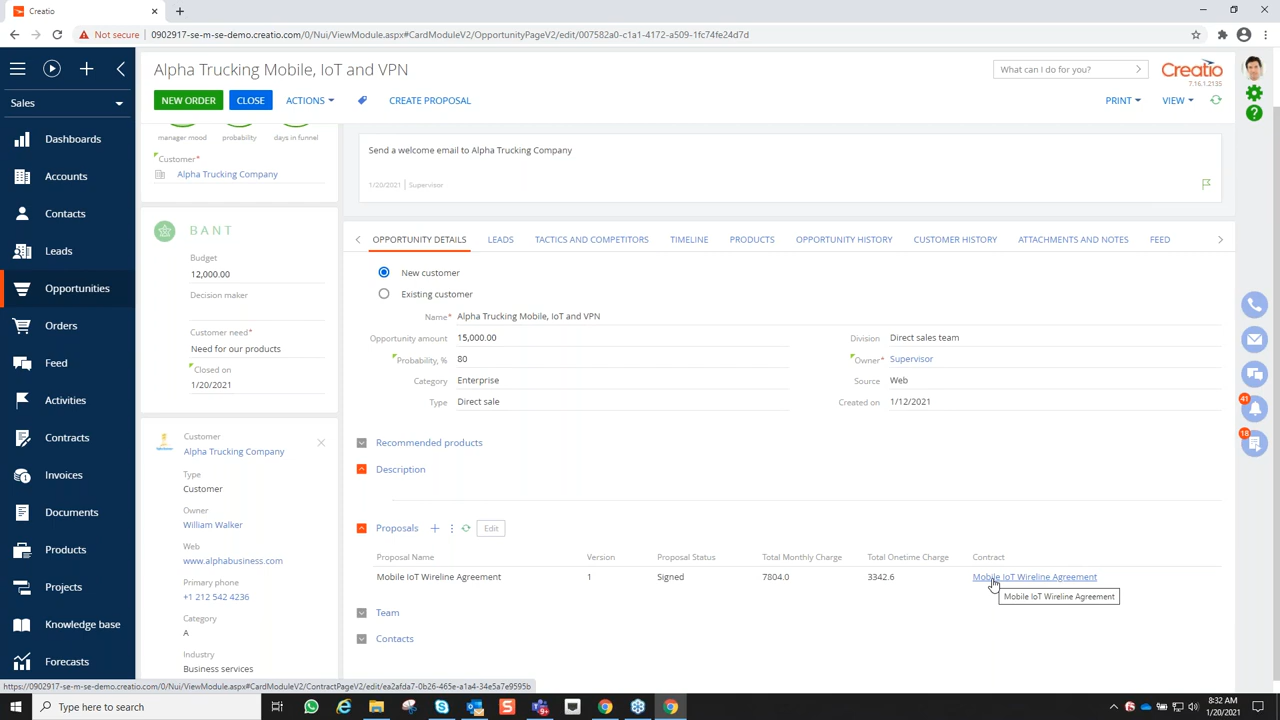 Creatio
Not secure
0902917-se-m-se-demo.creatio.com/0/Nui/ViewModule.aspx#CardModuleV2/OpportunityPageV2/edit/007582a0-c1a1-4172-a509-1fc74fe24d7d
Alpha Trucking Mobile, IoT and VPN
What can I do for you?
Creatio
7.16.1.2135
NEW ORDER
CLOSE
ACTIONS
CREATE PROPOSAL
PRINT
VIEW
Sales
Dashboards
Accounts
Contacts
Leads
Opportunities
Orders
Feed
Activities
Contracts
Invoices
Documents
Products
Projects
Knowledge base
Forecasts
manager mood
probability
days in funnel
Customer*
Alpha Trucking Company
BANT
Budget
12,000.00
Decision maker
Customer need*
Need for our products
Closed on
1/20/2021
Customer
Alpha Trucking Company
Type
Customer
Owner
William Walker
Web
www.alphabusiness.com
Primary phone
+1 212 542 4236
Category
A
Industry
Business services
Send a welcome email to Alpha Trucking Company
1/20/2021 | Supervisor
OPPORTUNITY DETAILS
LEADS
TACTICS AND COMPETITORS
TIMELINE
PRODUCTS
OPPORTUNITY HISTORY
CUSTOMER HISTORY
ATTACHMENTS AND NOTES
FEED
New customer
Existing customer
Name* Alpha Trucking Mobile, IoT and VPN
Opportunity amount 15,000.00
Division Direct sales team
Probability, % 80
Owner* Supervisor
Category Enterprise
Source Web
Type Direct sale
Created on 1/12/2021
Recommended products
Description
Proposals
Edit
Proposal Name Version Proposal Status Total Monthly Charge Total Onetime Charge Contract
Mobile IoT Wireline Agreement 1 Signed 7804.0 3342.6 Mobile IoT Wireline Agreement
Mobile IoT Wireline Agreement
Team
Contacts
41
18
https://0902917-se-m-se-demo.creatio.com/0/Nui/ViewModule.aspx#CardModuleV2/ContractPageV2/edit/ea2afda7-0b26-465e-a1a4-34e5a7e9595b
Type here to search
8:32 AM
1/20/2021